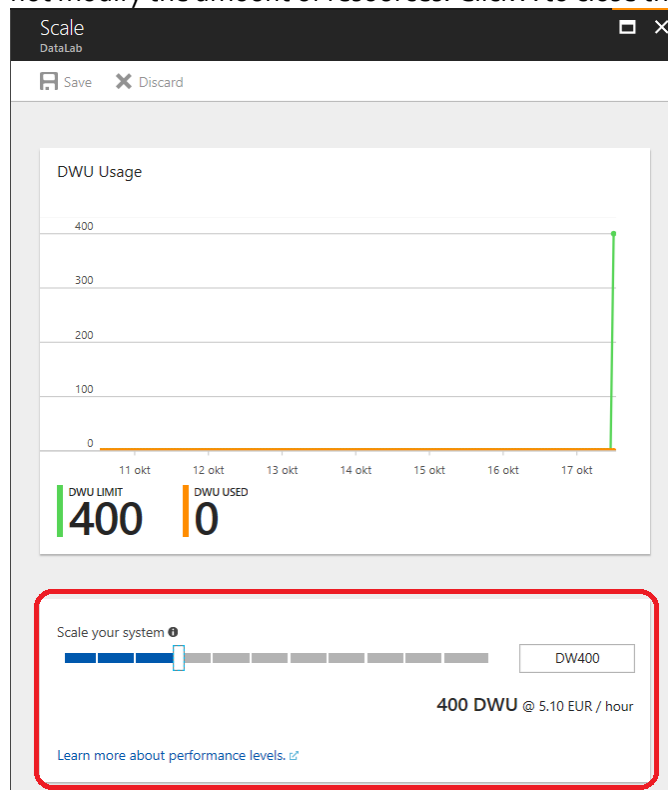 Scale
DataLab
Save Discard
DWU Usage
400
300
200
100
0
11 okt 12 okt 13 okt 14 okt 15 okt 16 okt 17 okt
DWU LIMIT
400
DWU USED
0
Scale your system
DW400
400 DWU @ 5.10 EUR / hour
Learn more about performance levels.